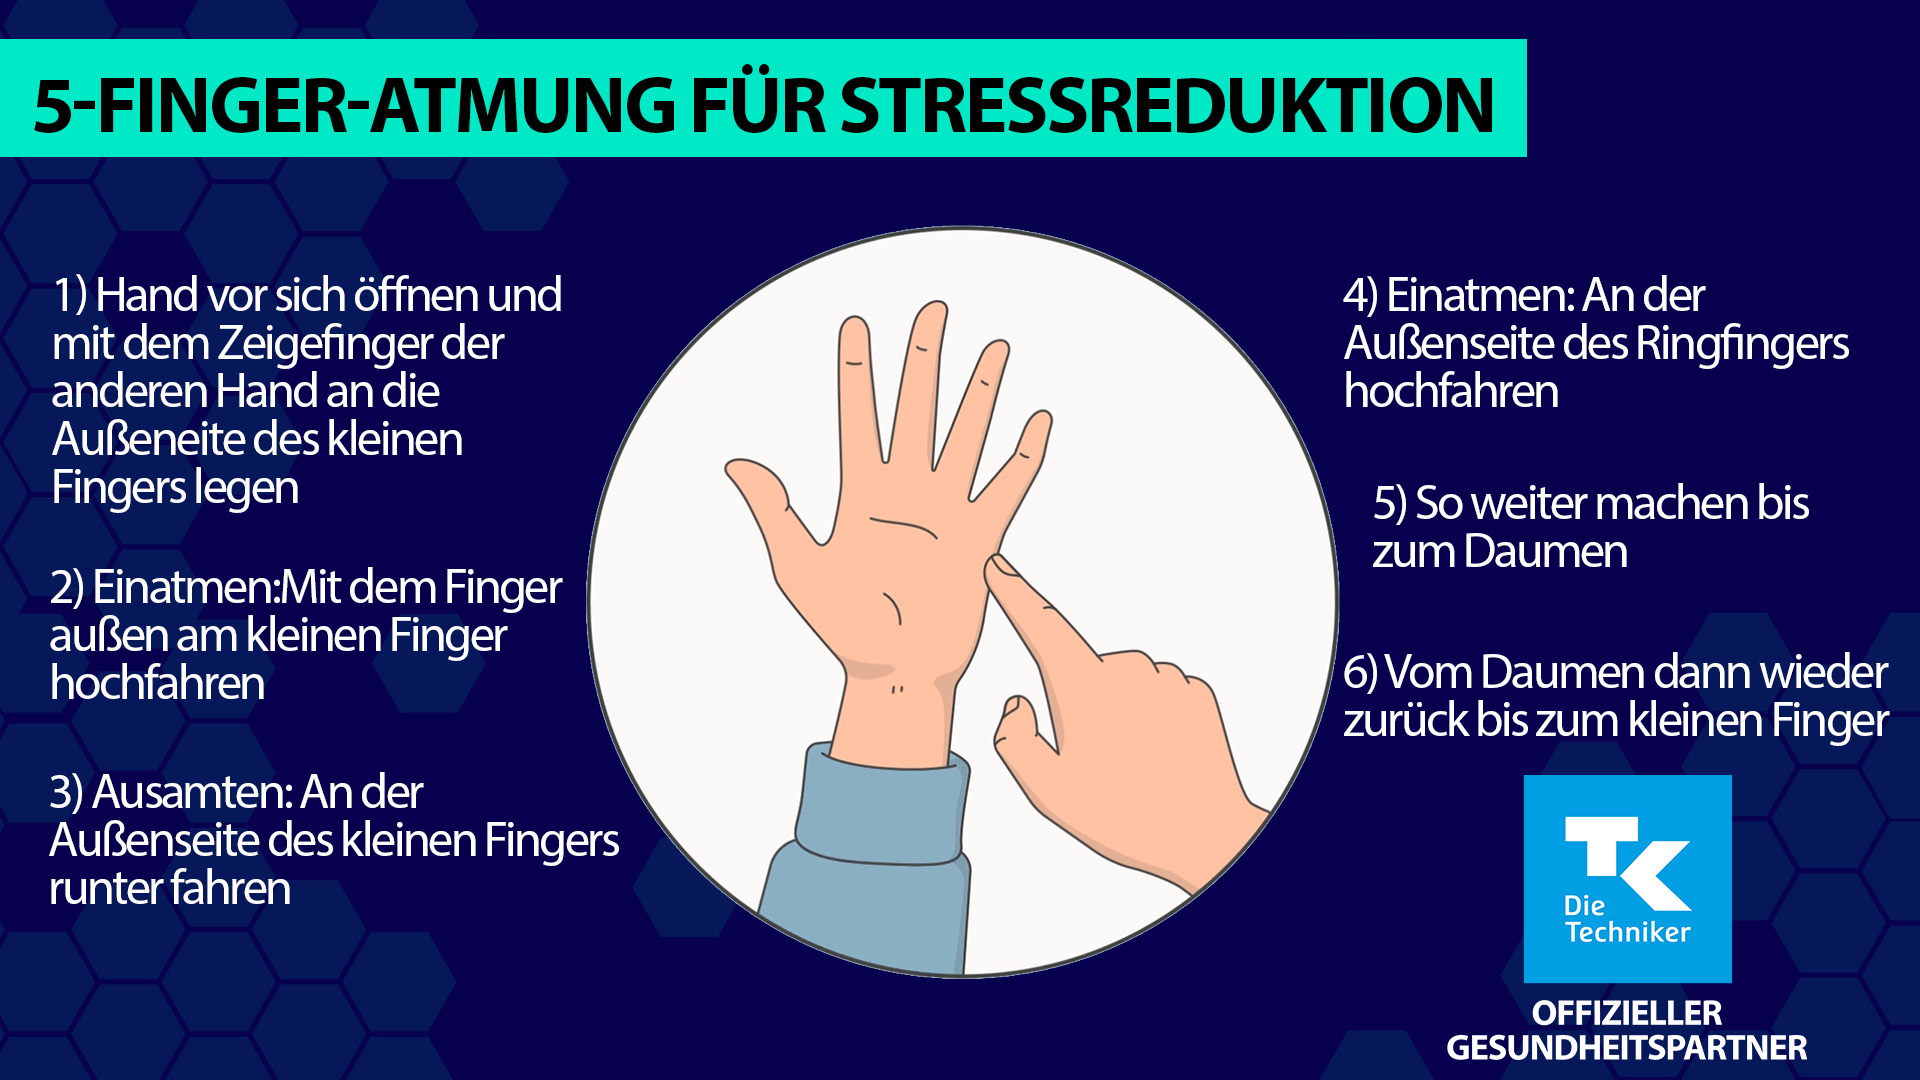 5-FINGER-ATMUNG FÜR STRESSREDUKTION
1) Hand vor sich öffnen und
mit dem Zeigefinger der
anderen Hand an die
Außeneite des kleinen
Fingers legen
2) Einatmen:Mit dem Finger
außen am kleinen Finger
hochfahren
3) Ausamten: An der
Außenseite des kleinen Fingers
runter fahren
4) Einatmen: An der
Außenseite des Ringfingers
hochfahren
5) So weiter machen bis
zum Daumen
6) Vom Daumen dann wieder
zurück bis zum kleinen Finger
TK
Die
Techniker
OFFIZIELLER
GESUNDHEITSPARTNER